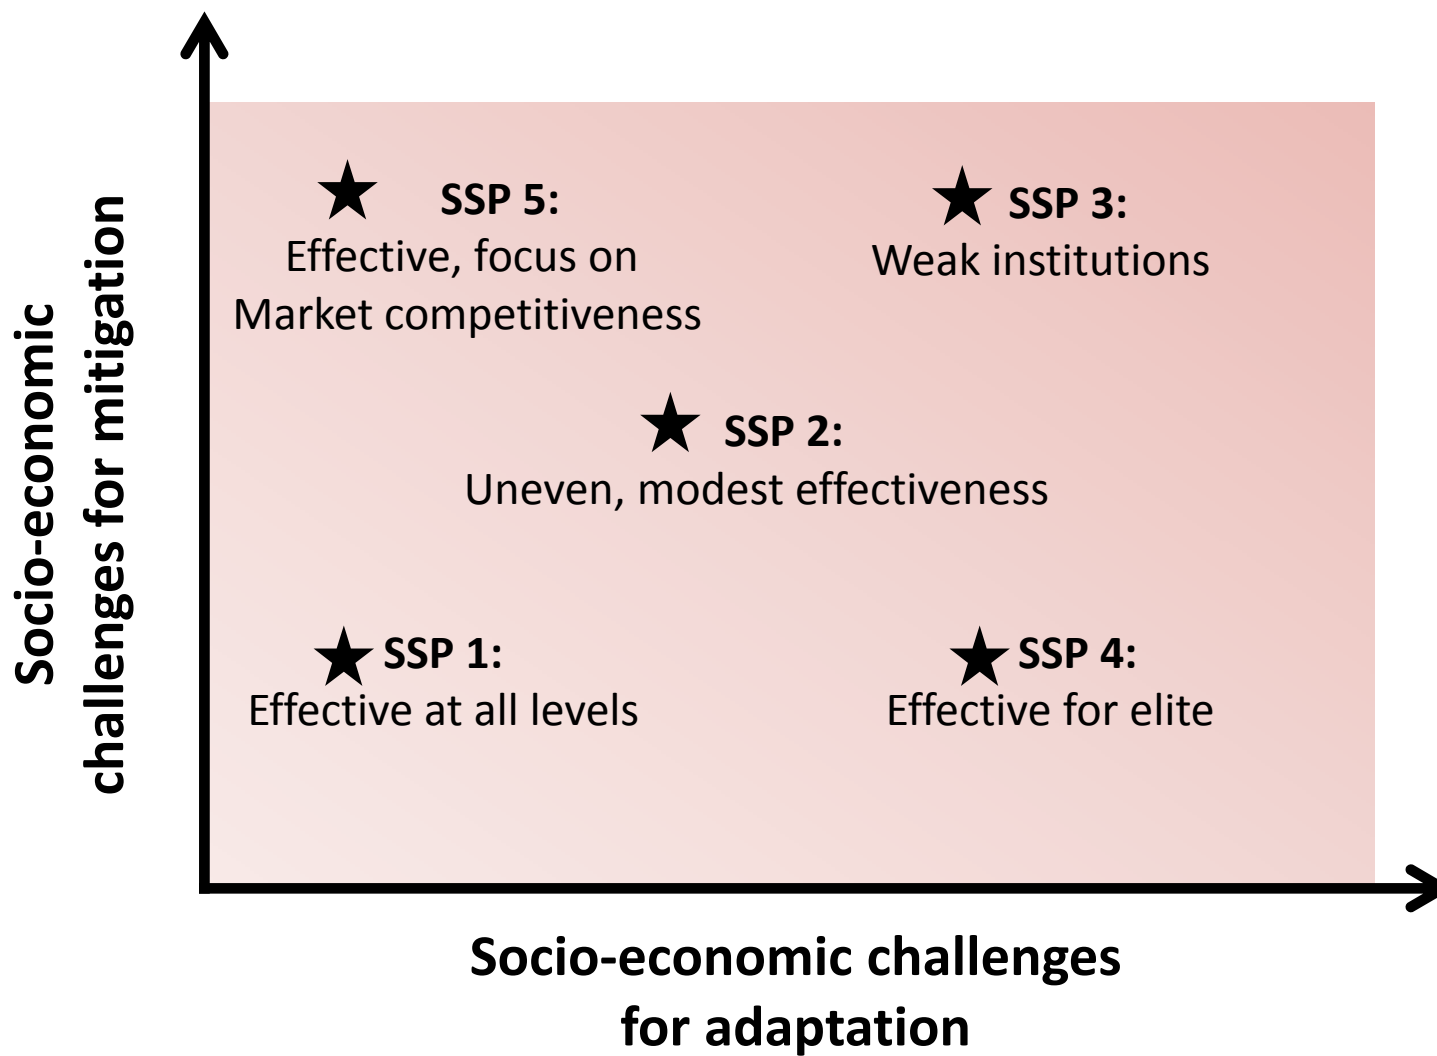 Socio-economic
challenges for mitigation
SSP 5:
Effective, focus on
Market competitiveness
SSP 3:
Weak institutions
SSP 2:
Uneven, modest effectiveness
SSP 1:
Effective at all levels
SSP 4:
Effective for elite
Socio-economic challenges
for adaptation